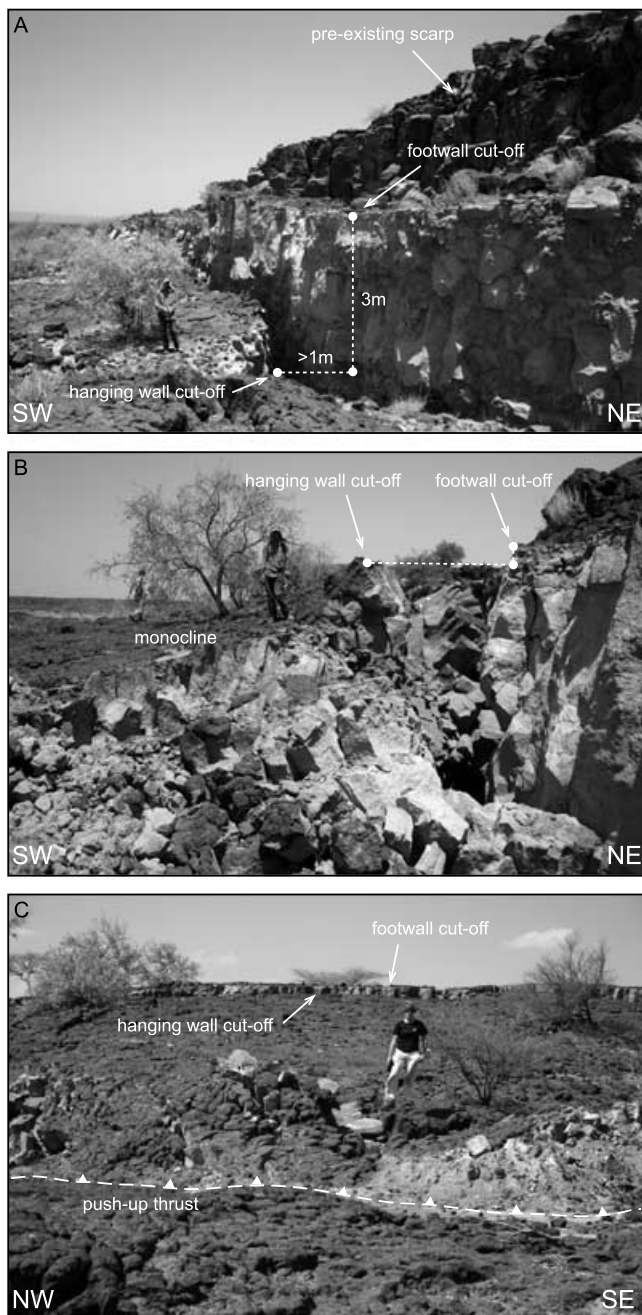 A
pre-existing scarp
footwall cut-off
3m
>1m
hanging wall cut-off
SW
NE
B
hanging wall cut-off
footwall cut-off
monocline
SW
NE
C
footwall cut-off
hanging wall cut-off
push-up thrust
NW
SE